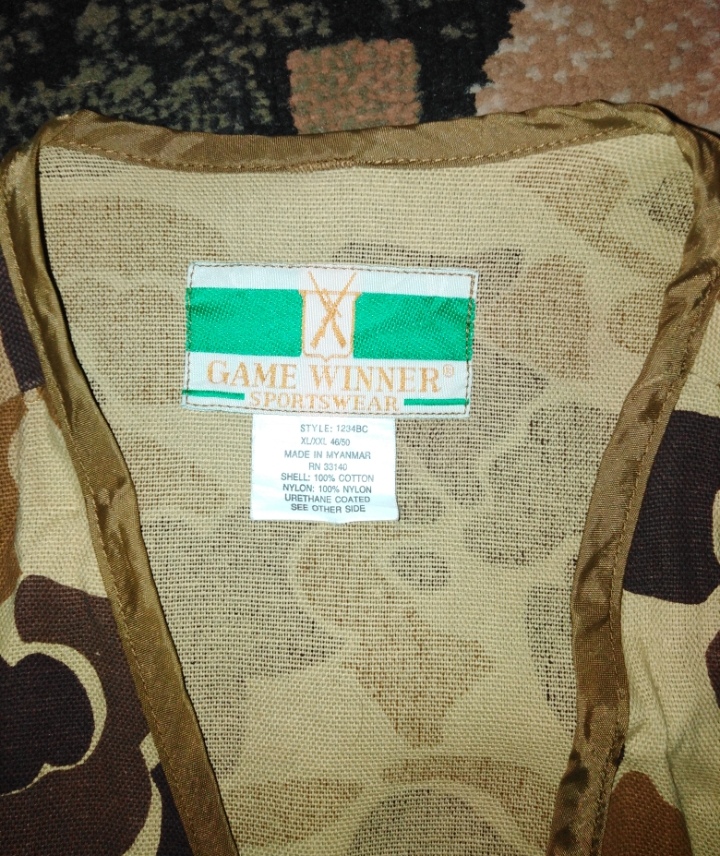 GAME WINNER®
SPORTSWEAR
STYLE: 1234BC
XL/XXL 46/50
MADE IN MYANMAR
RN 33140
SHELL: 100% COTTON
NYLON: 100% NYLON
URETHANE COATED
SEE OTHER SIDE